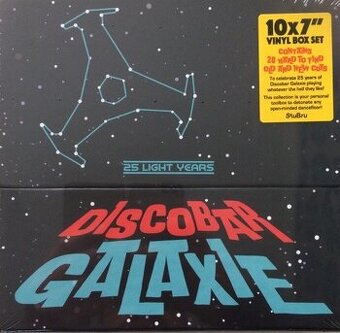 10x7"
VINYL BOX SET
CONTAINS
20 HARD TO FIND
OLD AND NEW CUTS
To celebrate 25 years of
Discobar Galaxie playing
whatever the hell they like!
This collection is your personal
toolbox to detonate any
open-minded dancefloor!
StuBru
25 LIGHT YEARS
DISCOBAR
GALAXIE